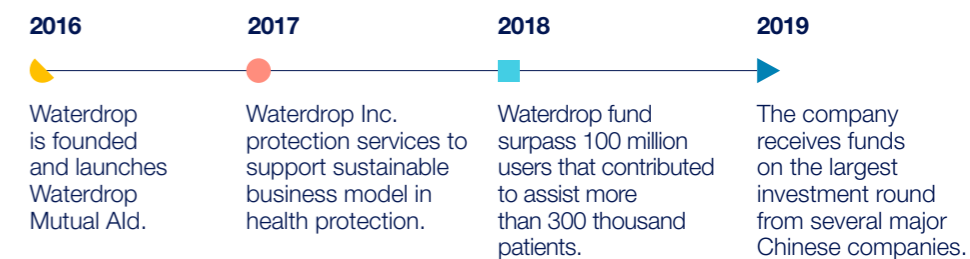 2016
2017
2018
2019
Waterdrop
is founded
and launches
Waterdrop
Mutual Ald.
Waterdrop Inc.
protection services to
support sustainable
business model in
health protection.
Waterdrop fund
surpass 100 million
users that contributed
to assist more
than 300 thousand
patients.
The company
receives funds
on the largest
investment round
from several major
Chinese companies.